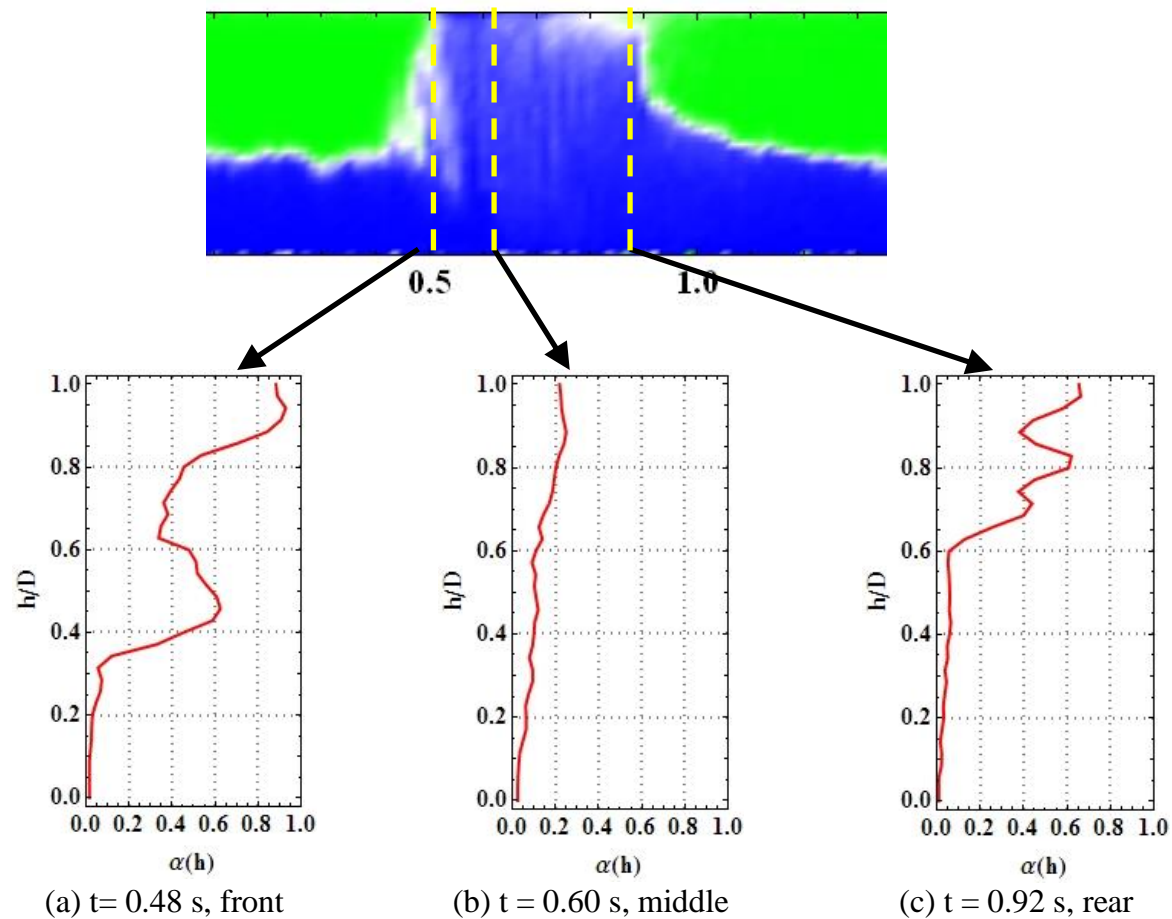 0.5 1.0
1.0 1.0 1.0
0.8 0.8 0.8
h/D h/D h/D
0.6 0.6 0.6
0.4 0.4 0.4
0.2 0.2 0.2
0.0 0.0 0.0
0.0 0.2 0.4 0.6 0.8 1.0 0.0 0.2 0.4 0.6 0.8 1.0 0.0 0.2 0.4 0.6 0.8 1.0
α(h) α(h) α(h)
(a) t= 0.48 s, front (b) t = 0.60 s, middle (c) t = 0.92 s, rear